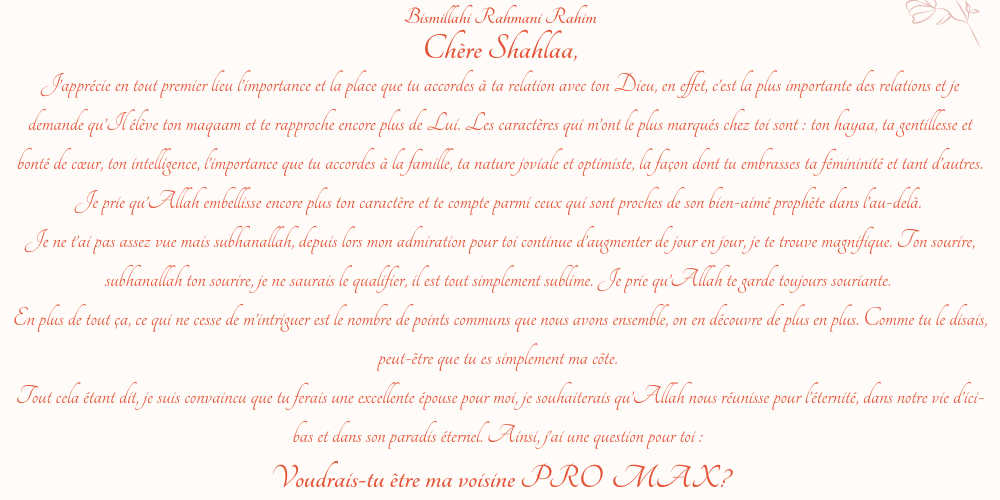 Bismillahi Rahmani Rahim
Chère Shahlaa,
J'apprécie en tout premier lieu l'importance et la place que tu accordes à ta relation avec ton Dieu, en effet, c'est la plus importante des relations et je
demande qu'Il élève ton maqaam et te rapproche encore plus de Lui. Les caractères qui m'ont le plus marqués chez toi sont : ton hayaa, ta gentillesse et
bonté de cœur, ton intelligence, l'importance que tu accordes à la famille, ta nature joviale et optimiste, la façon dont tu embrasses ta fémininité et tant d'autres.
Je prie qu'Allah embellisse encore plus ton caractère et te compte parmi ceux qui sont proches de son bien-aimé prophète dans l'au-delà.
Je ne t'ai pas assez vue mais subhanallah, depuis lors mon admiration pour toi continue d'augmenter de jour en jour, je te trouve magnifique. Ton sourire,
subhanallah ton sourire, je ne saurais le qualifier, il est tout simplement sublime. Je prie qu'Allah te garde toujours souriante.
En plus de tout ça, ce qui ne cesse de m'intriguer est le nombre de points communs que nous avons ensemble, on en découvre de plus en plus. Comme tu le disais,
peut-être que tu es simplement ma côte.
Tout cela étant dit, je suis convaincu que tu ferais une excellente épouse pour moi, je souhaiterais qu'Allah nous réunisse pour l'éternité, dans notre vie d'ici-
bas et dans son paradis éternel. Ainsi, j'ai une question pour toi :
Voudrais-tu être ma voisine PRO MAX?